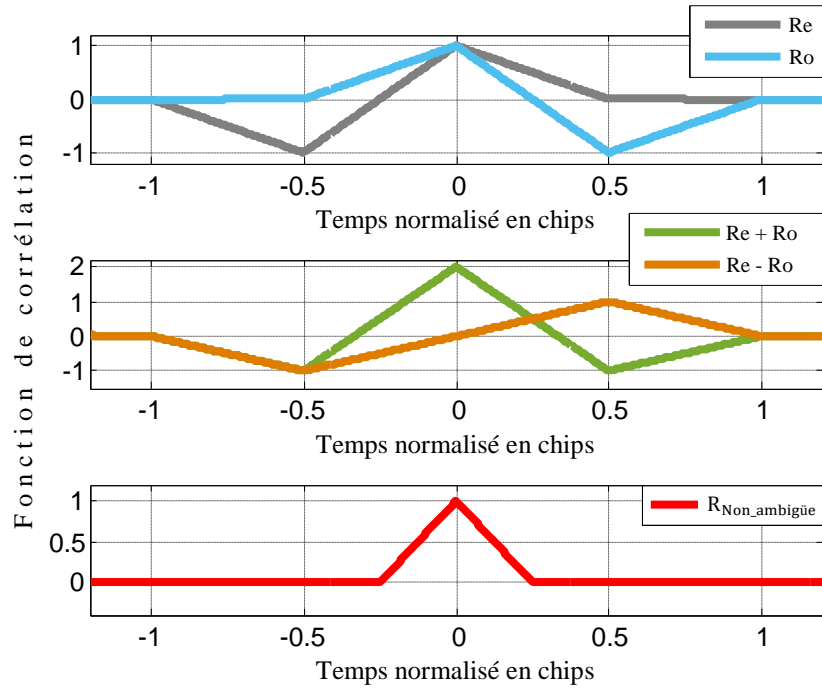 Fonction de corrélation
Re
Ro
1
0
-1
-1 -0.5 0 0.5 1
Temps normalisé en chips
Re + Ro
Re - Ro
2
1
0
-1
-1 -0.5 0 0.5 1
Temps normalisé en chips
R_Non_ambigüe
1
0.5
0
-1 -0.5 0 0.5 1
Temps normalisé en chips